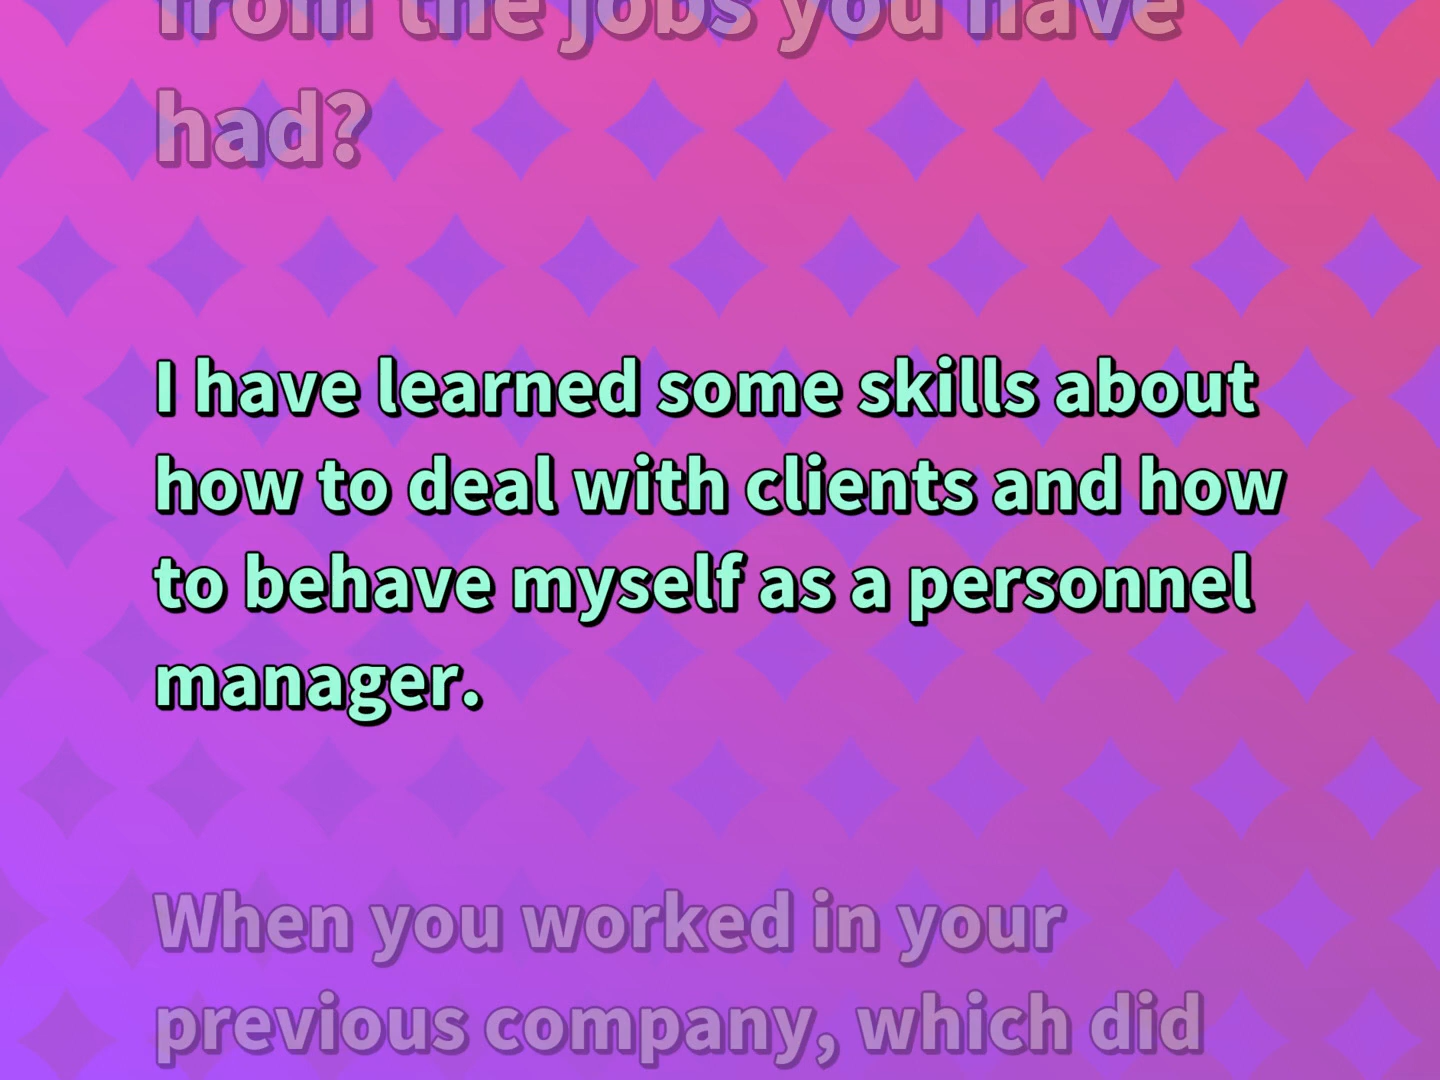 from the jobs you have
had?
I have learned some skills about
how to deal with clients and how
to behave myself as a personnel
manager.
When you worked in your
previous company, which did